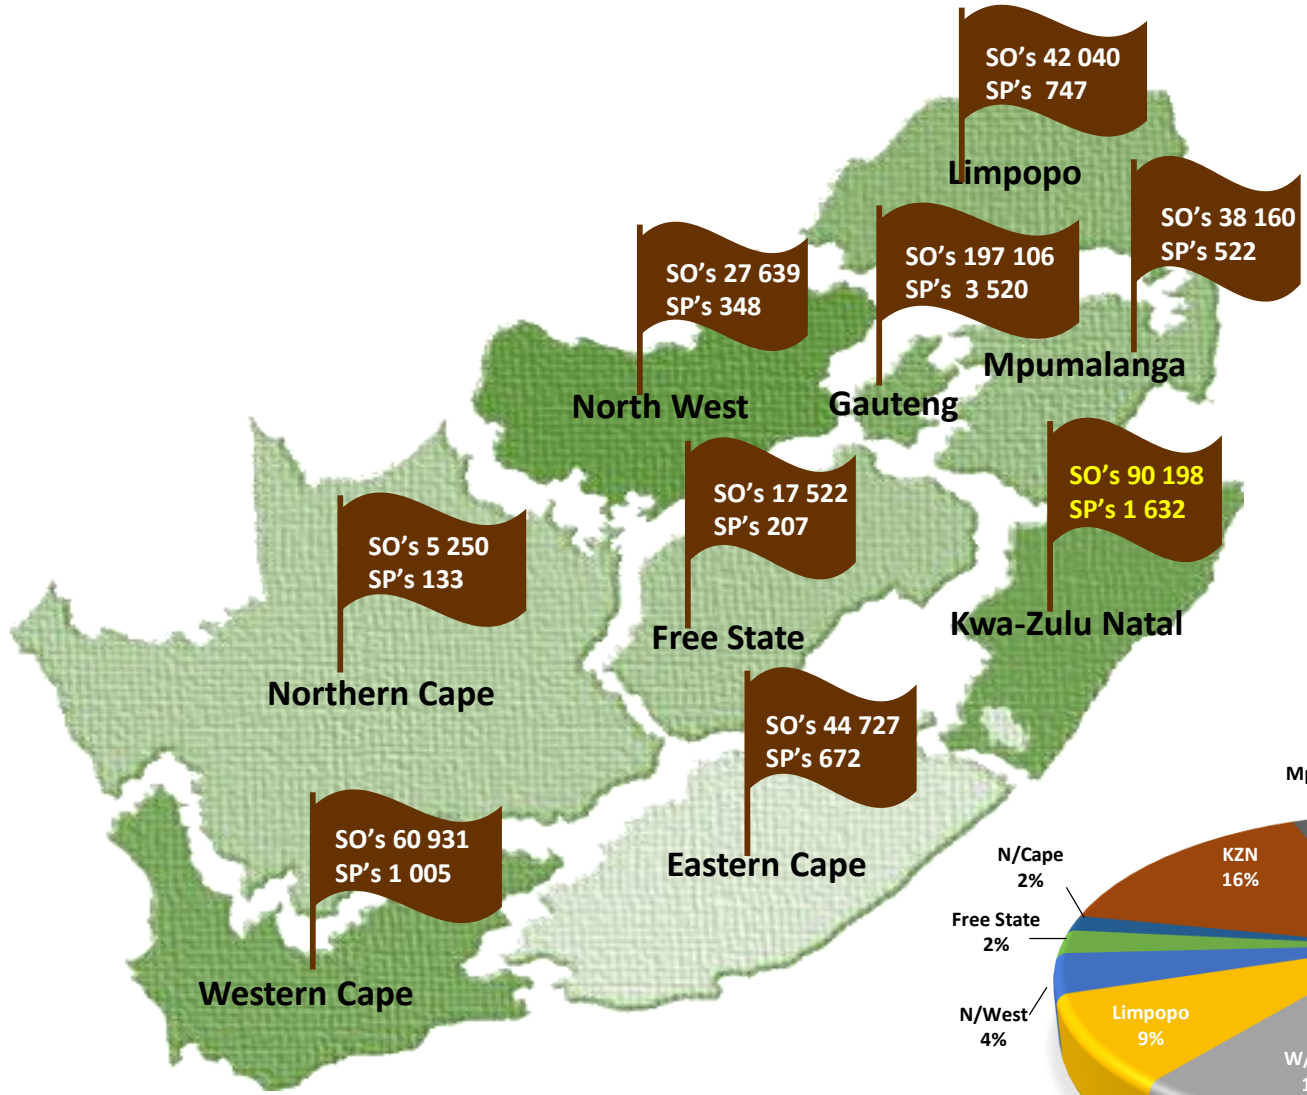 SO’s 42 040
SP’s  747
Limpopo
SO’s 38 160
SP’s 522
Mpumalanga
SO’s 197 106
SP’s  3 520
Gauteng
SO’s 27 639
SP’s 348
North West
SO’s 90 198
SP’s 1 632
Kwa-Zulu Natal
SO’s 17 522
SP’s 207
Free State
SO’s 5 250
SP’s 133
Northern Cape
SO’s 44 727
SP’s 672
Eastern Cape
SO’s 60 931
SP’s 1 005
Western Cape
KZN
16%
N/Cape
2%
Free State
2%
N/West
4%
Limpopo
9%